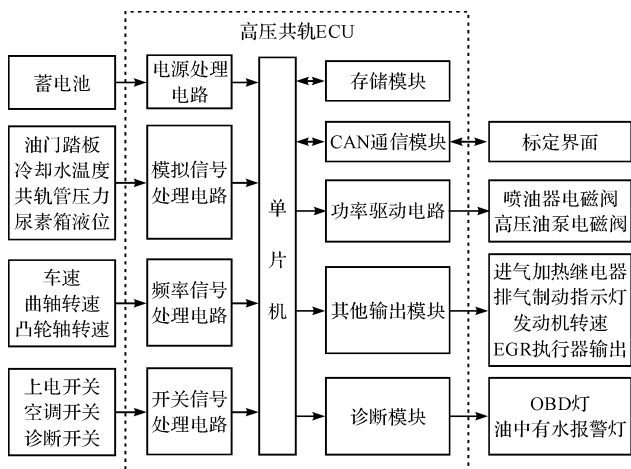 高压共轨ECU
蓄电池
电源处理
电路
油门踏板
冷却水温度
共轨管压力
尿素箱液位
模拟信号
处理电路
车速
曲轴转速
凸轮轴转速
频率信号
处理电路
上电开关
空调开关
诊断开关
开关信号
处理电路
单
片
机
存储模块
CAN通信模块
标定界面
功率驱动电路
喷油器电磁阀
高压油泵电磁阀
其他输出模块
进气加热继电器
排气制动指示灯
发动机转速
EGR执行器输出
诊断模块
OBD灯
油中有水报警灯